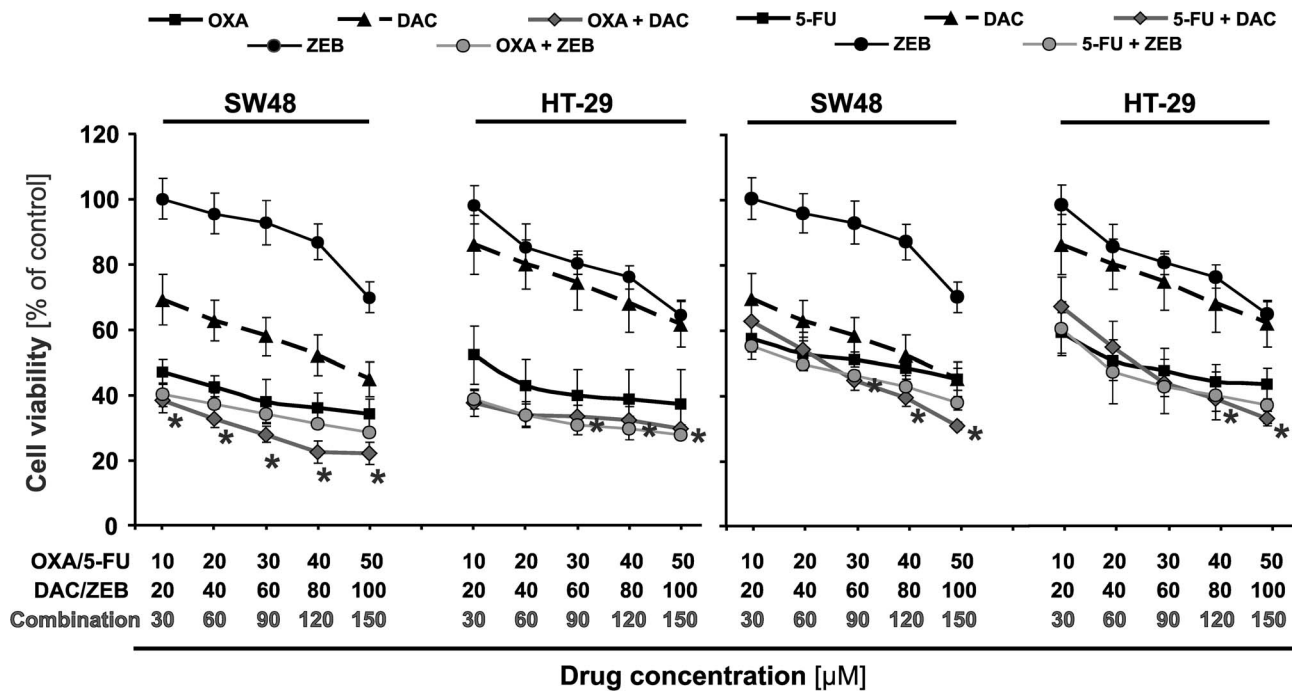 OXA DAC OXA + DAC 5-FU DAC 5-FU + DAC
ZEB OXA + ZEB ZEB 5-FU + ZEB
SW48 HT-29 SW48 HT-29
Cell viability [% of control]
120
100
80
60
40
20
0
* * * * * * * * * * * * *
OXA/5-FU 10 20 30 40 50 10 20 30 40 50 10 20 30 40 50 10 20 30 40 50
DAC/ZEB 20 40 60 80 100 20 40 60 80 100 20 40 60 80 100 20 40 60 80 100
Combination 30 60 90 120 150 30 60 90 120 150 30 60 90 120 150 30 60 90 120 150
Drug concentration [μM]